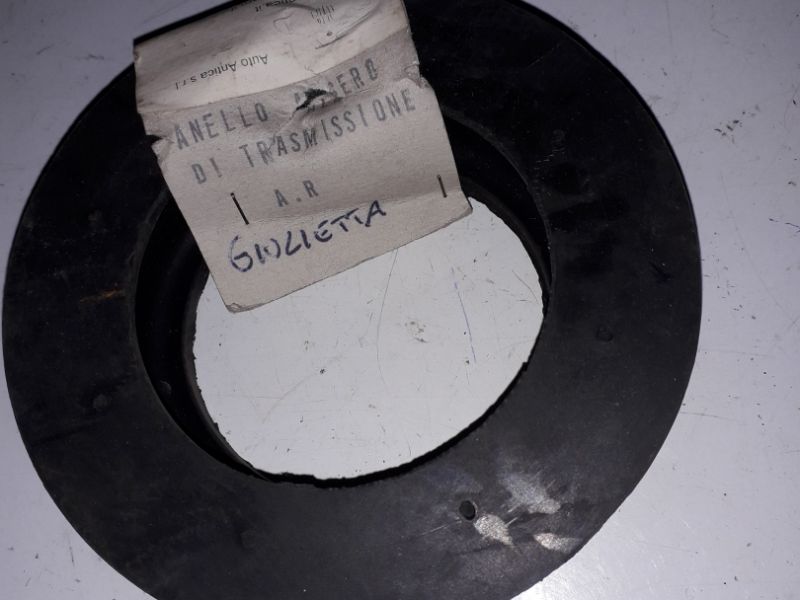 Auto Antica s.r.l
ANELLO
DI TRASMISSIONE
A.R
GIULIETTA